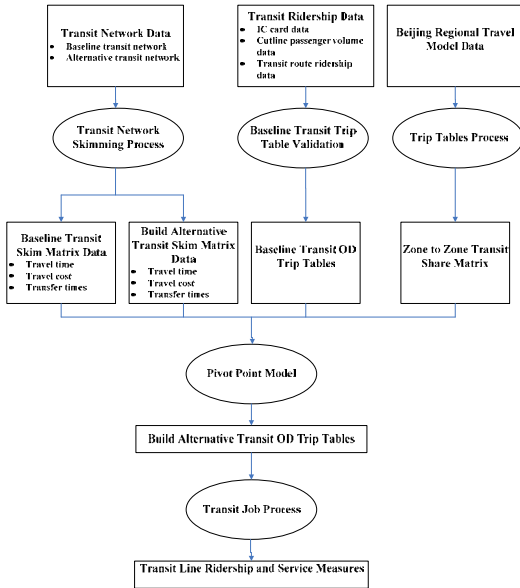 Transit Network Data
• Baseline transit network
• Alternative transit network
Transit Ridership Data
• IC card data
• Cutline passenger volume
data
• Transit route ridership
data
Beijing Regional Travel
Model Data
Transit Network
Skimming Process
Baseline Transit Trip
Table Validation
Trip Tables Process
Baseline Transit
Skim Matrix Data
• Travel time
• Travel cost
• Transfer times
Build Alternative
Transit Skim Matrix
Data
• Travel time
• Travel cost
• Transfer times
Baseline Transit OD
Trip Tables
Zone to Zone Transit
Share Matrix
Pivot Point Model
Build Alternative Transit OD Trip Tables
Transit Job Process
Transit Line Ridership and Service Measures